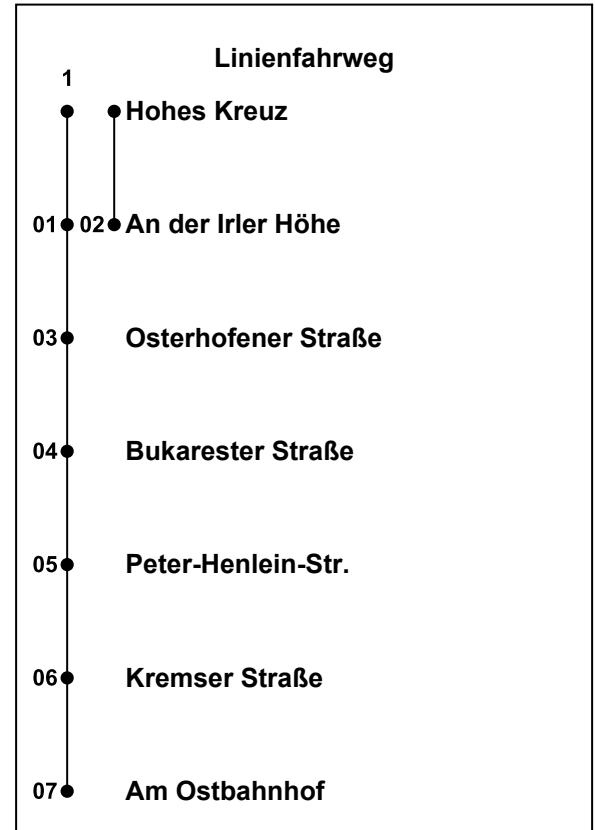 Linienfahrweg
1
Hohes Kreuz
01 02 An der Irler Höhe
03 Osterhofener Straße
04 Bukarester Straße
05 Peter-Henlein-Str.
06 Kremser Straße
07 Am Ostbahnhof